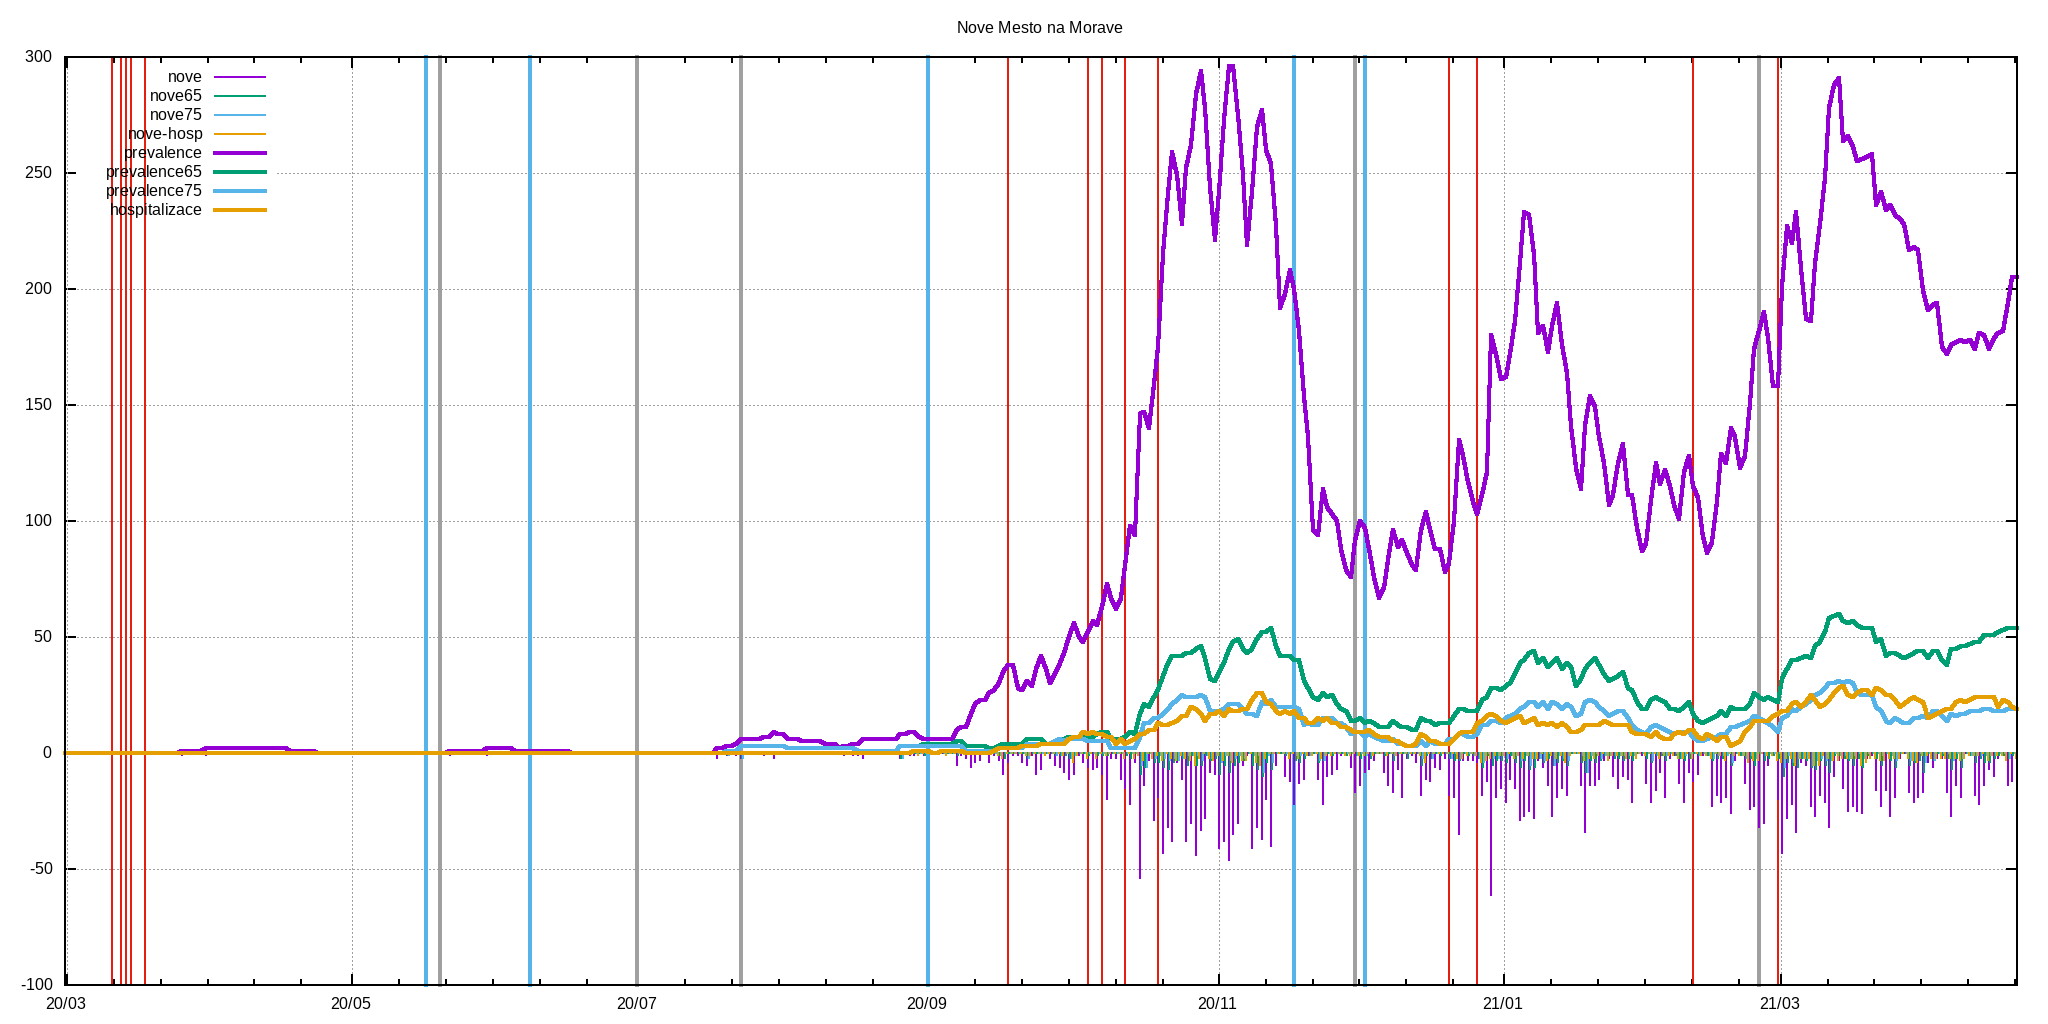 Nove Mesto na Morave
300
250
200
150
100
50
0
-50
-100
nove
nove65
nove75
nove-hosp
prevalence
prevalence65
prevalence75
hospitalizace
20/03 20/05 20/07 20/09 20/11 21/01 21/03